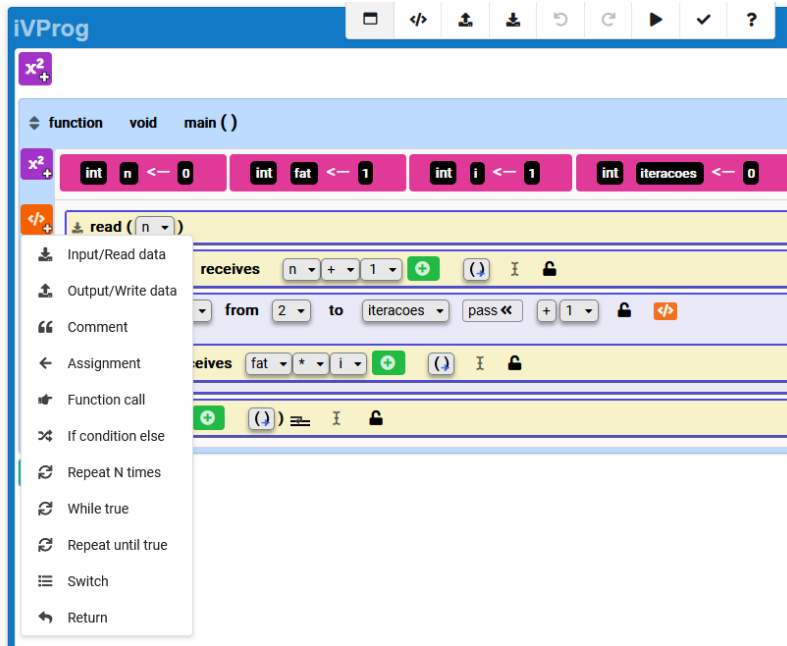 iVProg </> ?
x²
function void main ( )
x² int n <— 0 int fat <— 1 int i <— 1 int iteracoes <— 0
</> read ( n )
Input/Read data
receives n + 1 ( )
Output/Write data
from 2 to iteracoes pass « + 1 </>
Comment
Assignment
eives fat * i ( )
Function call
( ) )
If condition else
Repeat N times
While true
Repeat until true
Switch
Return